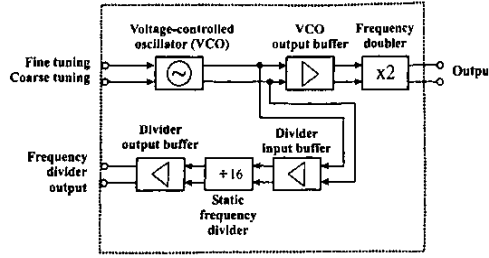 Voltage-controlled
oscillator (VCO)
VCO
output buffer
Frequency
doubler
Fine tuning
Coarse tuning
x2
Output
Divider
output buffer
Divider
input buffer
Frequency
divider
output
÷16
Static
frequency
divider